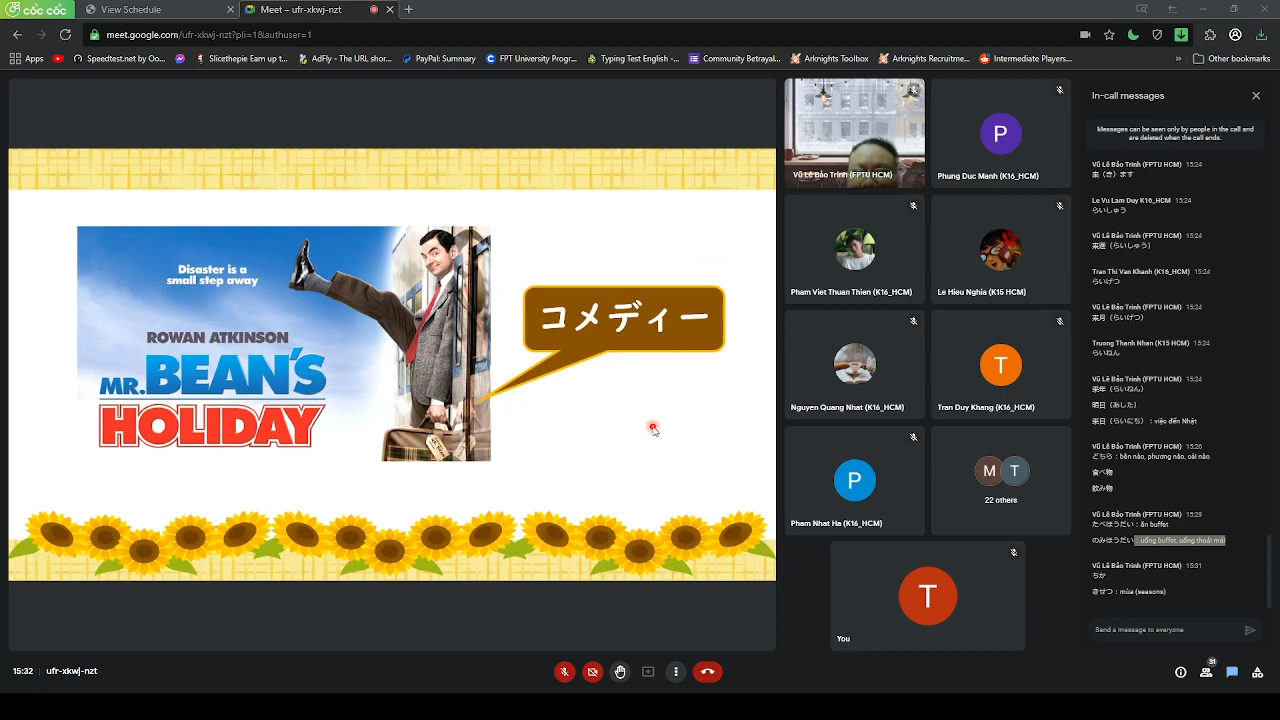 cốc cốc
View Schedule
Meet – ufr-xkwj-nzt
meet.google.com/ufr-xkwj-nzt?pli=1&authuser=1
Apps
Speedtest.net by Oo...
Slicethepie Earn up t...
AdFly - The URL shor...
PayPal: Summary
FPT University Progr...
Typing Test English -...
Community Betrayal...
Arknights Toolbox
Arknights Recruitme...
Intermediate Players...
»
Other bookmarks
Disaster is a
small step away
ROWAN ATKINSON
MR. BEAN'S
HOLIDAY
コメディー
Vũ Lê Bảo Trinh (FPTU HCM)
P
Phung Duc Manh (K16_HCM)
Pham Viet Thuan Thien (K16_HCM)
Le Hieu Nghia (K15 HCM)
Nguyen Quang Nhat (K16_HCM)
T
Tran Duy Khang (K16_HCM)
P
Pham Nhat Ha (K16_HCM)
M T
22 others
T
You
In-call messages
Messages can be seen only by people in the call and
are deleted when the call ends.
Vũ Lê Bảo Trinh (FPTU HCM) 15:24
来（き）ます
Le Vu Lam Duy K16_HCM 15:24
らいしゅう
Vũ Lê Bảo Trinh (FPTU HCM) 15:24
来週（らいしゅう）
Tran Thi Van Khanh (K16_HCM) 15:24
らいげつ
Vũ Lê Bảo Trinh (FPTU HCM) 15:24
来月（らいげつ）
Truong Thanh Nhan (K15 HCM) 15:24
らいねん
Vũ Lê Bảo Trinh (FPTU HCM) 15:24
来年（らいねん）
明日（あした）
来日（らいにち）：việc đến Nhật
Vũ Lê Bảo Trinh (FPTU HCM) 15:26
どちら：bên nào, phương nào, cái nào
食べ物
飲み物
Vũ Lê Bảo Trinh (FPTU HCM) 15:29
たべほうだい：ăn buffet
のみほうだい：uống buffet, uống thoải mái
Vũ Lê Bảo Trinh (FPTU HCM) 15:31
ちか
きせつ：mùa (seasons)
Send a message to everyone
15:32 ufr-xkwj-nzt
31